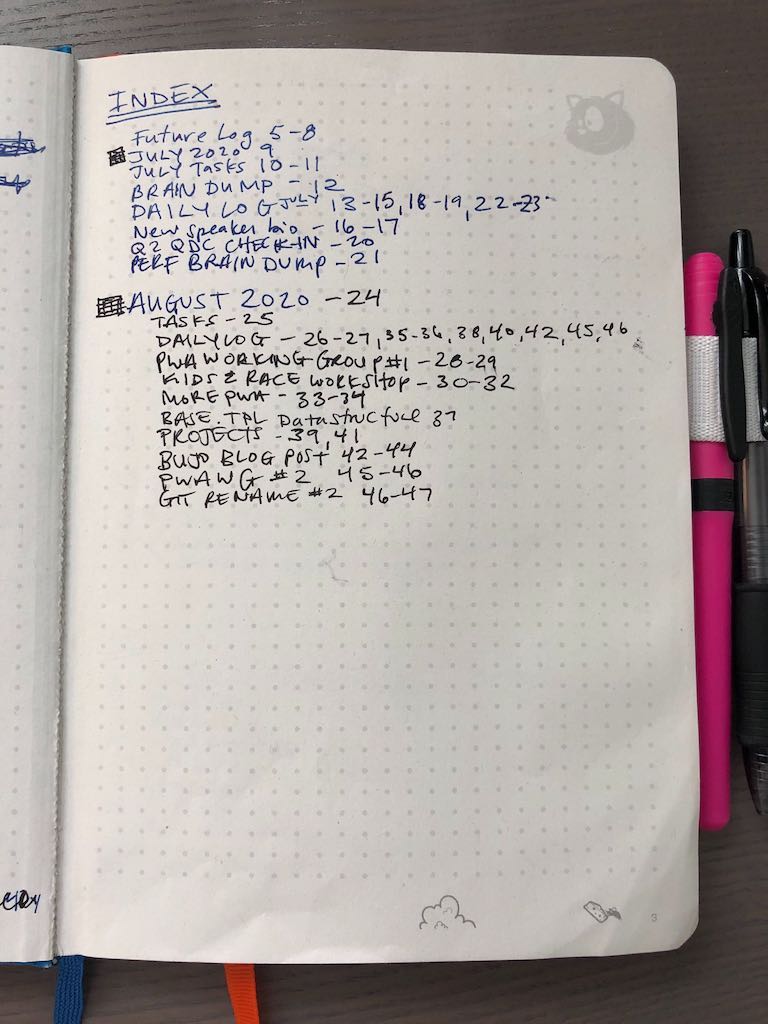 INDEX
Future Log 5-8
JULY 2020 9
JULY TASKS 10-11
BRAIN DUMP - 12
DAILY LOG JULY 13-15, 18-19, 22-23
New speaker bio - 16-17
Q2 QDC CHECK-IN - 20
PERF BRAIN DUMP - 21
AUGUST 2020 - 24
TASKS - 25
DAILY LOG - 26-27, 35-36, 38, 40, 42, 45, 46
PWA WORKING GROUP #1 - 28-29
KIDS & RACE WORKSHOP - 30-32
MORE PWA - 33-34
BASE.TPL Datastructure 37
PROJECTS - 39, 41
BUJO BLOG POST 42-44
PWA WG #2 45-46
GIT RENAME #2 46-47
3